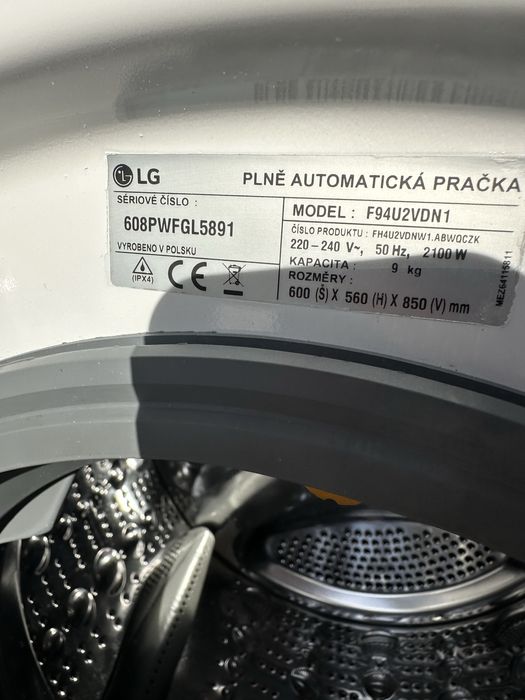 LG PLNĚ AUTOMATICKÁ PRAČKA
SÉRIOVÉ ČÍSLO :
608PWFGL5891
VYROBENO V POLSKU
(IPX4)
CE
MODEL : F94U2VDN1
ČÍSLO PRODUKTU : FH4U2VDNW1.ABWQCZK
220-240 V~, 50 Hz, 2100 W
KAPACITA : 9 kg
ROZMĚRY :
600 (Š) X 560 (H) X 850 (V) mm
MEZ64115811